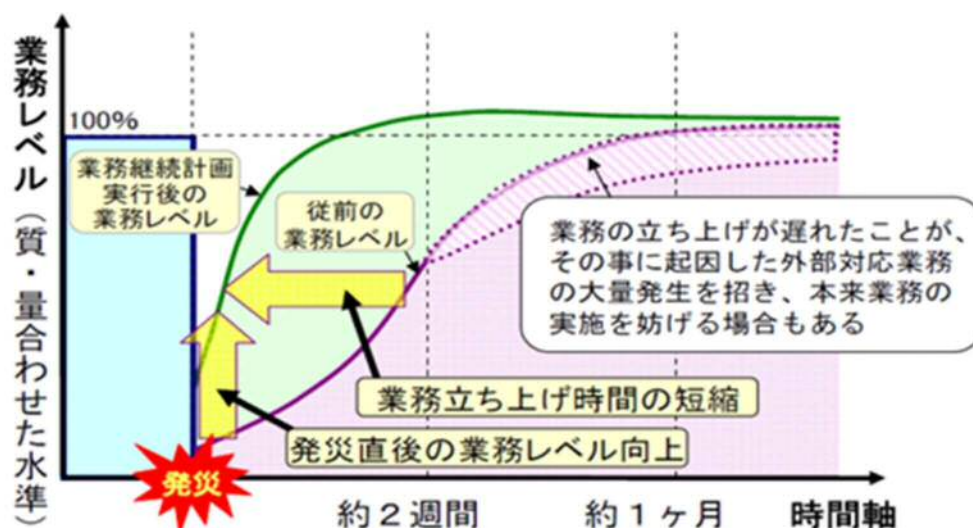 業務レベル（質・量合わせた水準）
100%
業務継続計画
実行後の
業務レベル
従前の
業務レベル
業務の立ち上げが遅れたことが、
その事に起因した外部対応業務
の大量発生を招き、本来業務の
実施を妨げる場合もある
業務立ち上げ時間の短縮
発災直後の業務レベル向上
発災
約２週間
約１ヶ月
時間軸